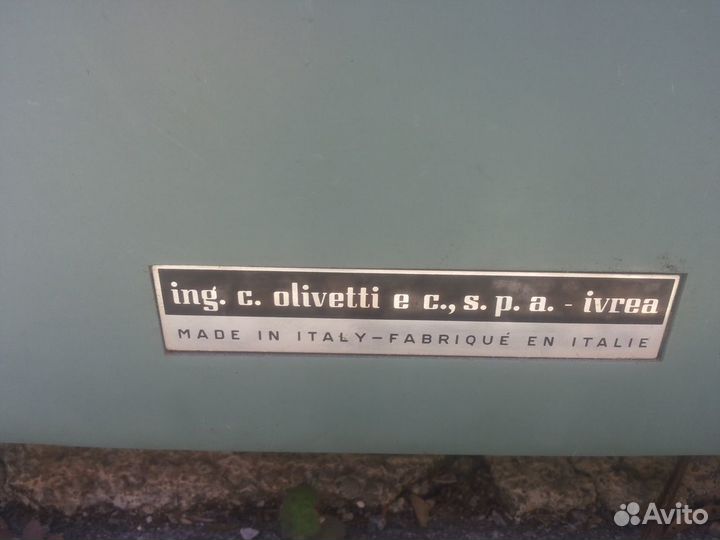 ing. c. olivetti e c., s. p. a. - ivrea
MADE IN ITALY-FABRIQUÉ EN ITALIE
Avito